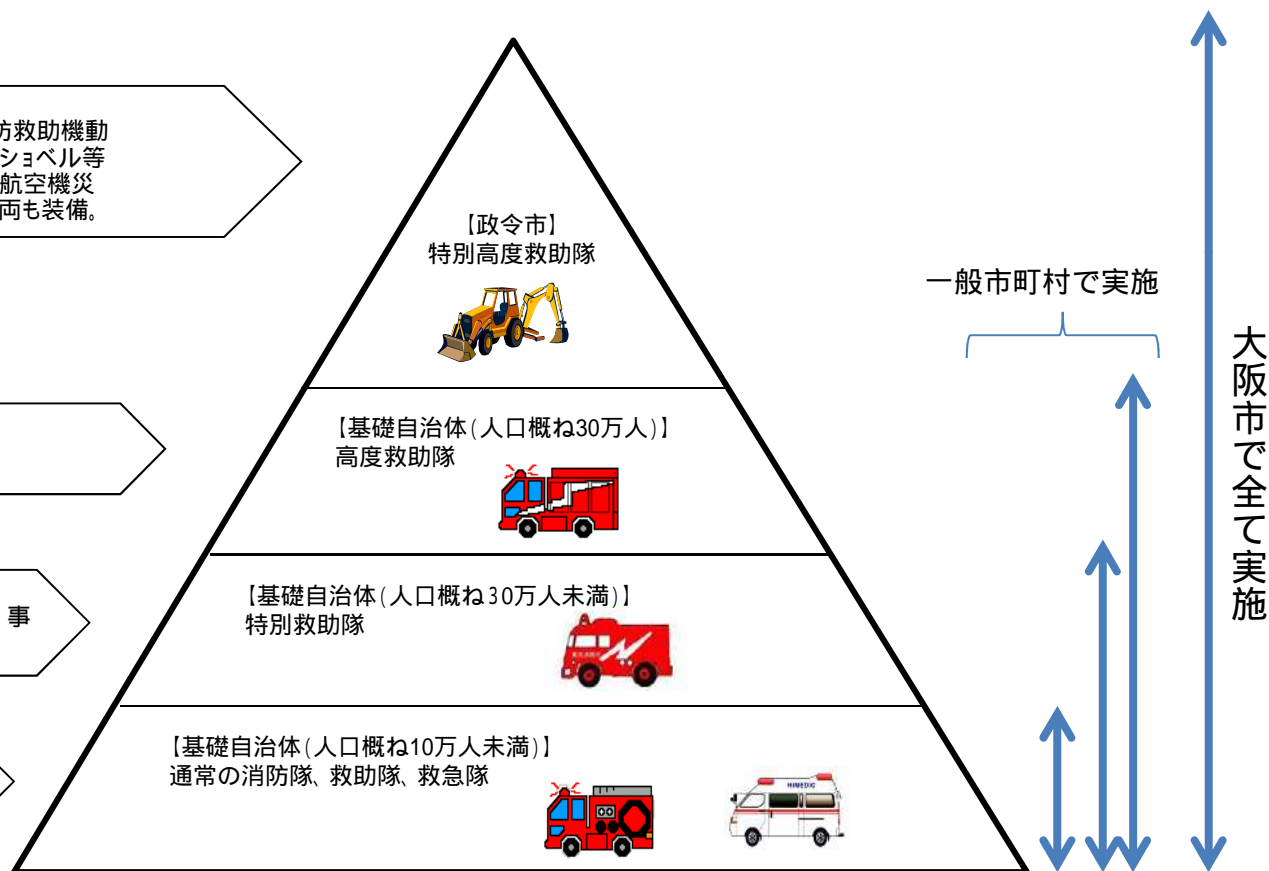 防救助機動
ショベル等
航空機災
両も装備。
【政令市】
特別高度救助隊
一般市町村で実施
大阪市で全て実施
【基礎自治体(人口概ね30万人)】
高度救助隊
事
【基礎自治体(人口概ね30万人未満)】
特別救助隊
【基礎自治体(人口概ね10万人未満)】
通常の消防隊、救助隊、救急隊
HIMEDIC